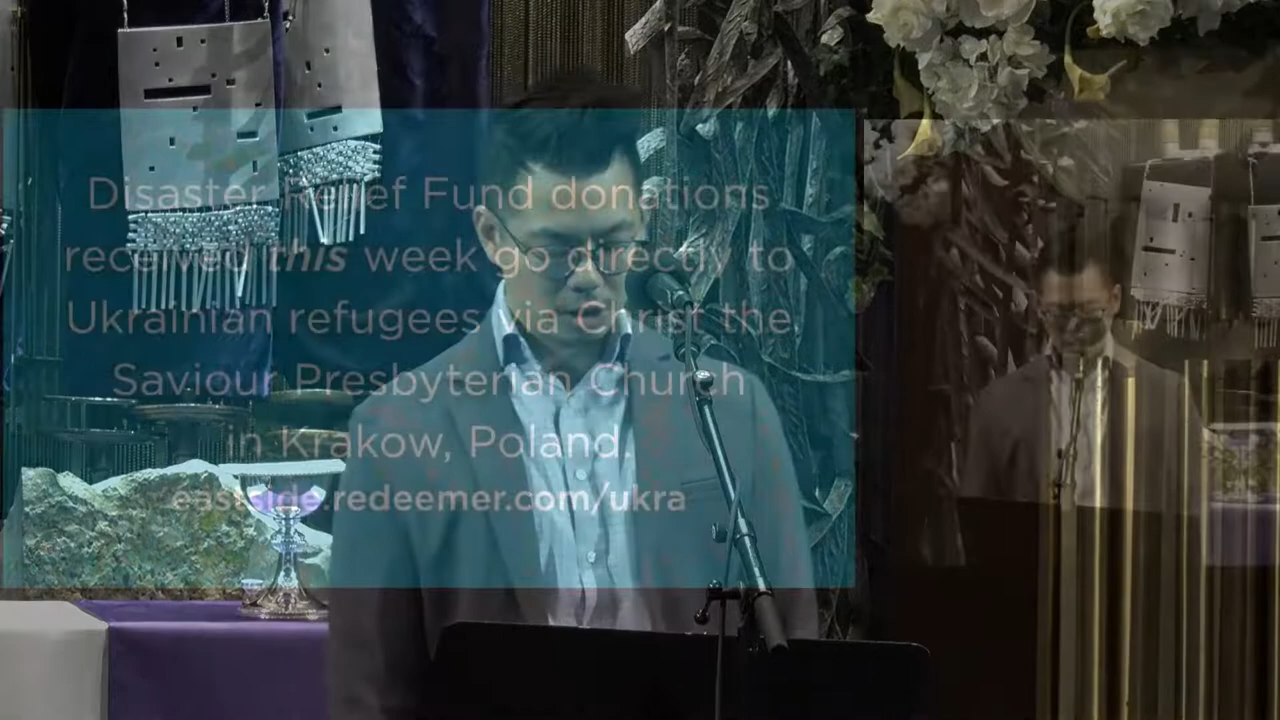 Disaster Relief Fund donations
received this week go directly to
Ukrainian refugees via Christ the
Saviour Presbyterian Church
in Krakow, Poland.
eastside.redeemer.com/ukra